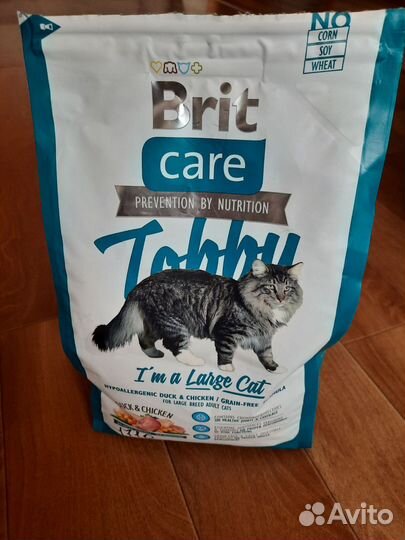 NO
CORN
SOY
WHEAT
Brit
care
PREVENTION BY NUTRITION
Tobby
I'm a Large Cat
HYPOALLERGENIC DUCK & CHICKEN / GRAIN-FREE
FOR LARGE BREED ADULT CATS
& CHICKEN
Avito